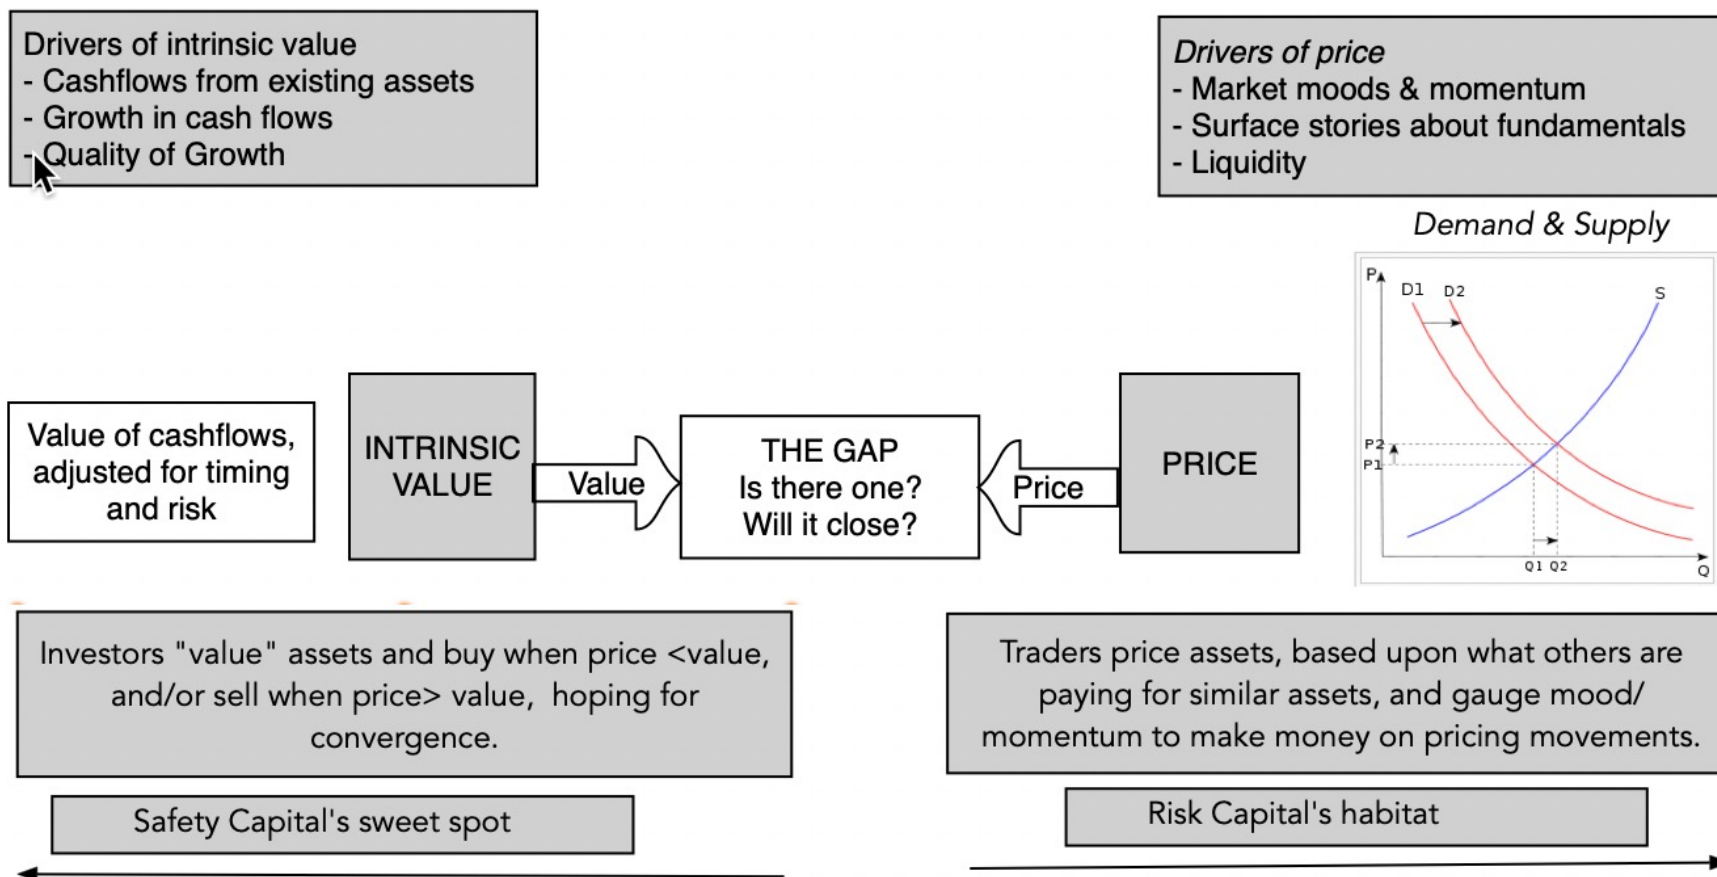 Drivers of intrinsic value
- Cashflows from existing assets
- Growth in cash flows
- Quality of Growth
Drivers of price
- Market moods & momentum
- Surface stories about fundamentals
- Liquidity
Demand & Supply
P
D1 D2
S
P2
P1
Q1 Q2
Q
Value of cashflows,
adjusted for timing
and risk
INTRINSIC
VALUE
Value
THE GAP
Is there one?
Will it close?
Price
PRICE
Investors "value" assets and buy when price <value,
and/or sell when price> value, hoping for
convergence.
Traders price assets, based upon what others are
paying for similar assets, and gauge mood/
momentum to make money on pricing movements.
Safety Capital's sweet spot
Risk Capital's habitat